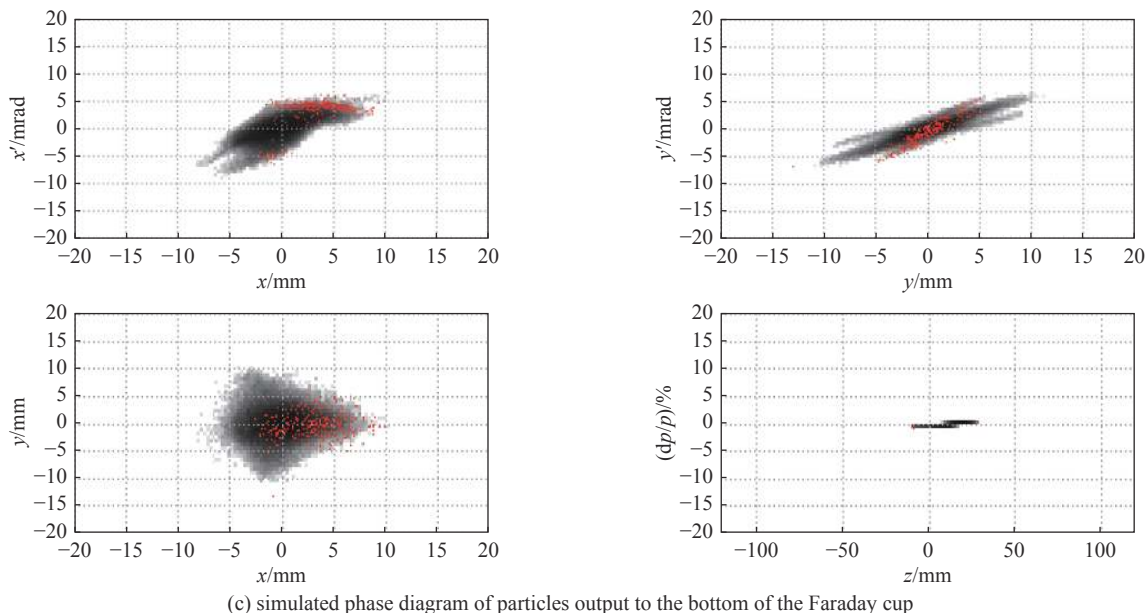 20
15
10
5
0
−5
−10
−15
−20
x′/mrad
−20 −15 −10 −5 0 5 10 15 20
x/mm
20
15
10
5
0
−5
−10
−15
−20
y′/mrad
−20 −15 −10 −5 0 5 10 15 20
y/mm
20
15
10
5
0
−5
−10
−15
−20
y/mm
−20 −15 −10 −5 0 5 10 15 20
x/mm
20
15
10
5
0
−5
−10
−15
−20
(dp/p)/%
−100 −50 0 50 100
z/mm
(c) simulated phase diagram of particles output to the bottom of the Faraday cup